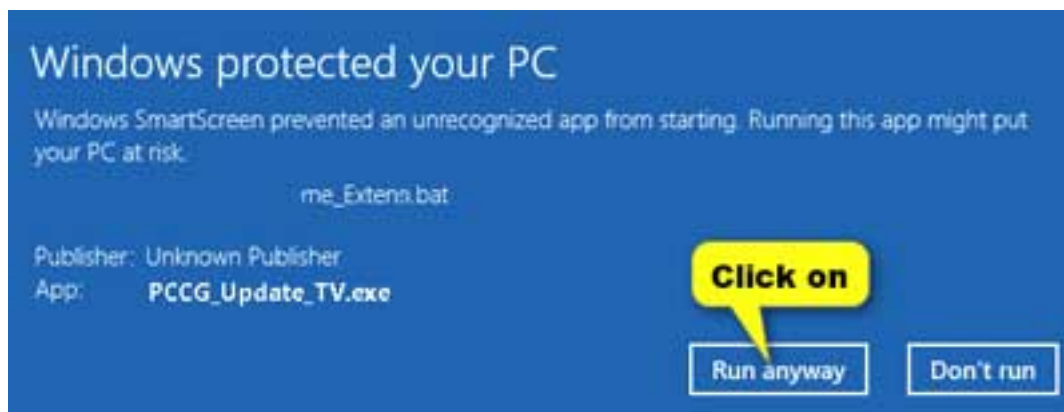 Windows protected your PC
Windows SmartScreen prevented an unrecognized app from starting. Running this app might put
your PC at risk.
me_Extenn.bat
Publisher: Unknown Publisher
App: PCCG_Update_TV.exe
Click on
Run anyway Don't run